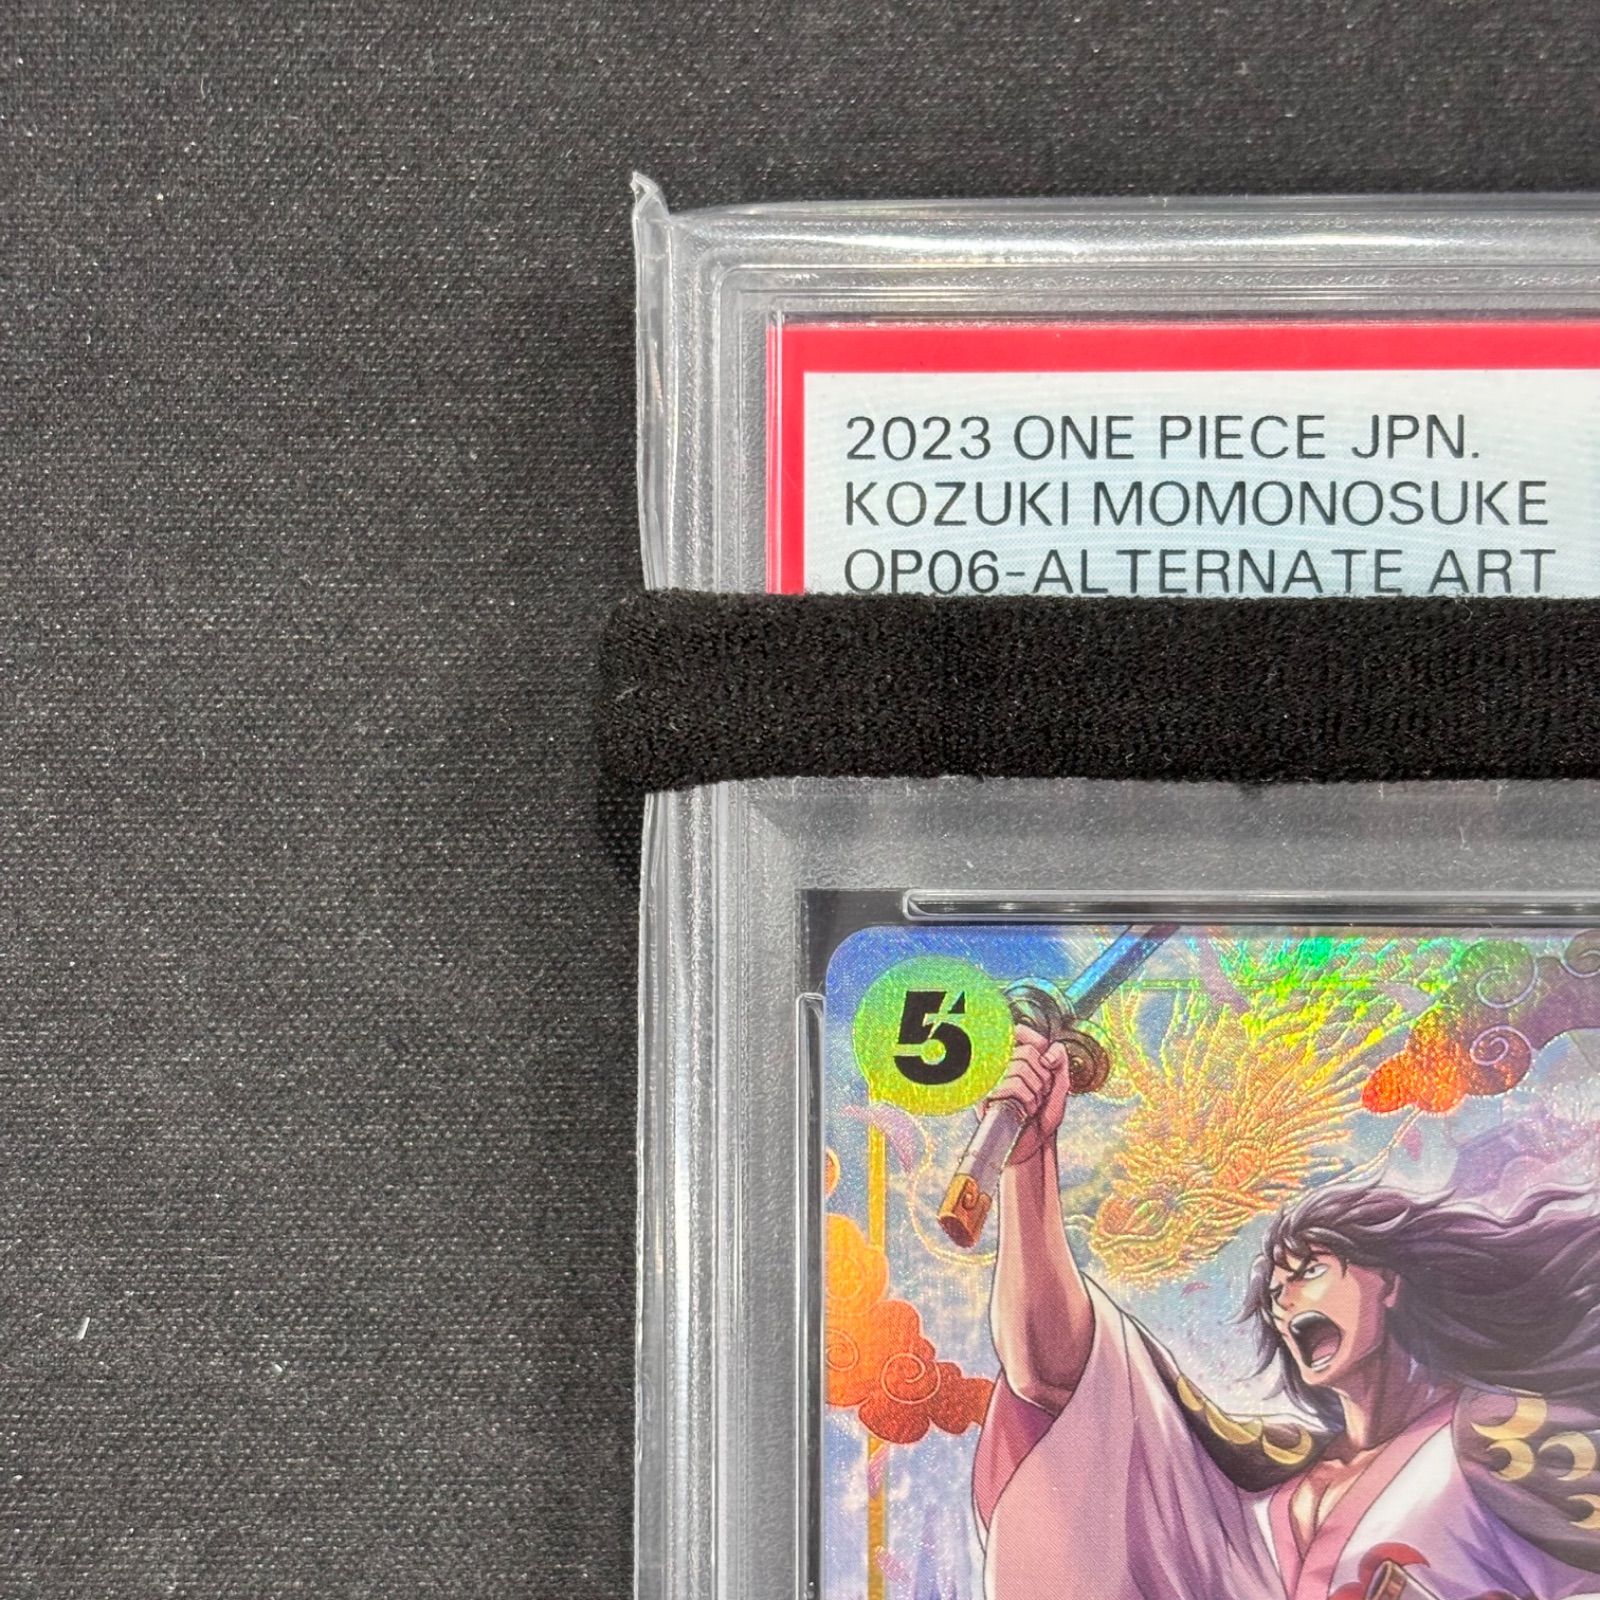 2023 ONE PIECE JPN.
KOZUKI MOMONOSUKE
OP06-ALTERNATE ART
5